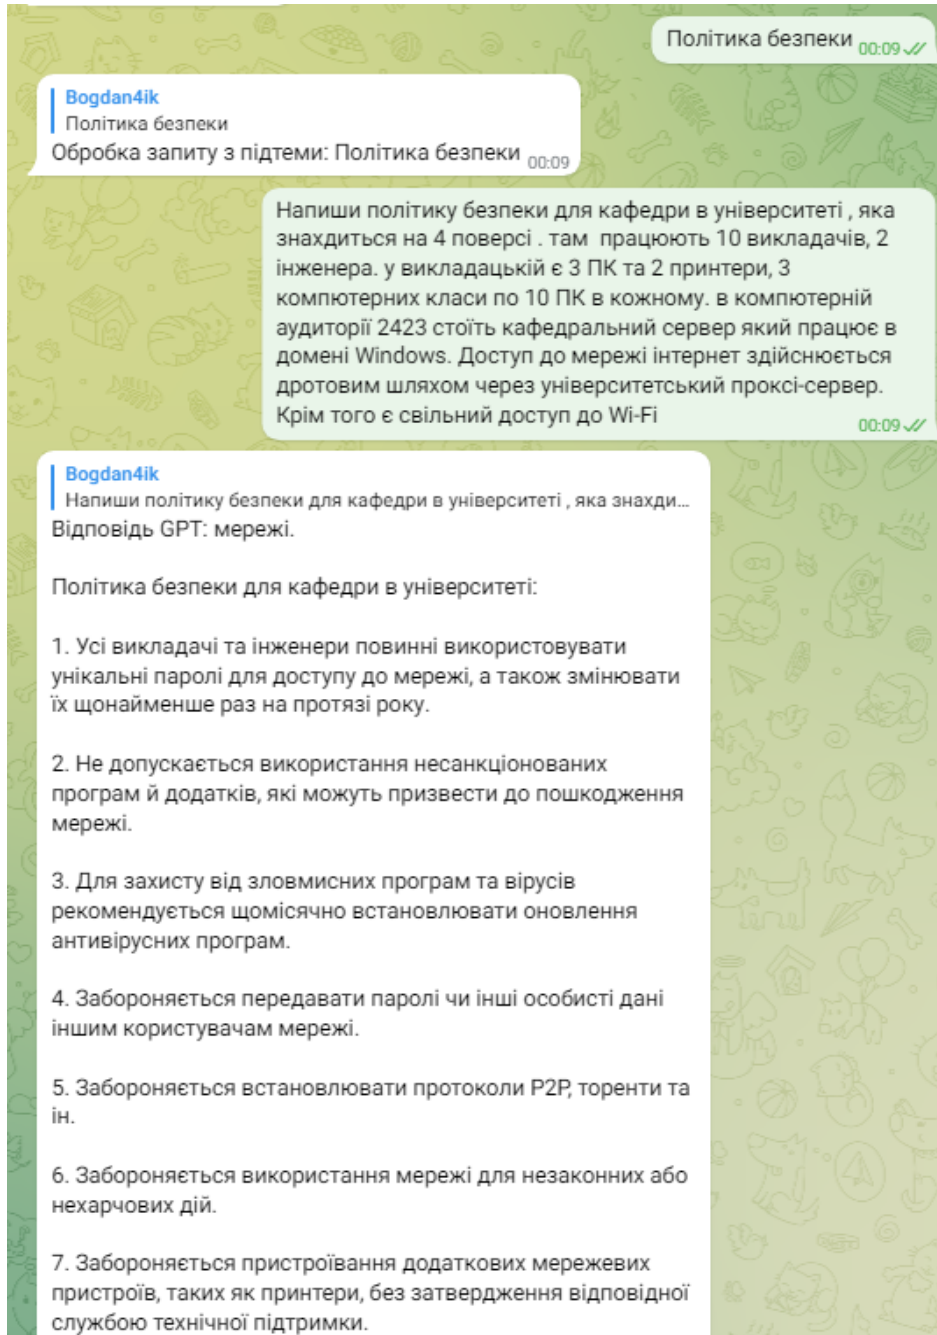 Політика безпеки 00:09
Bogdan4ik
Політика безпеки
Обробка запиту з підтеми: Політика безпеки 00:09
Напиши політику безпеки для кафедри в університеті , яка
знаходиться на 4 поверсі . там працюють 10 викладачів, 2
інженера. у викладацькій є 3 ПК та 2 принтери, 3
компютерних класи по 10 ПК в кожному. в компютерній
аудиторії 2423 стоїть кафедральний сервер який працює в
домені Windows. Доступ до мережі інтернет здійснюється
дротовим шляхом через університетський проксі-сервер.
Крім того є свільний доступ до Wi-Fi 00:09
Bogdan4ik
Напиши політику безпеки для кафедри в університеті , яка знахди...
Відповідь GPT: мережі.
Політика безпеки для кафедри в університеті:
1. Усі викладачі та інженери повинні використовувати
унікальні паролі для доступу до мережі, а також змінювати
їх щонайменше раз на протязі року.
2. Не допускається використання несанкціонованих
програм й додатків, які можуть призвести до пошкодження
мережі.
3. Для захисту від зловмисних програм та вірусів
рекомендується щомісячно встановлювати оновлення
антивірусних програм.
4. Забороняється передавати паролі чи інші особисті дані
іншим користувачам мережі.
5. Забороняється встановлювати протоколи P2P, торенти та
ін.
6. Забороняється використання мережі для незаконних або
нехарчових дій.
7. Забороняється пристроївання додаткових мережевих
пристроїв, таких як принтери, без затвердження відповідної
службою технічної підтримки.